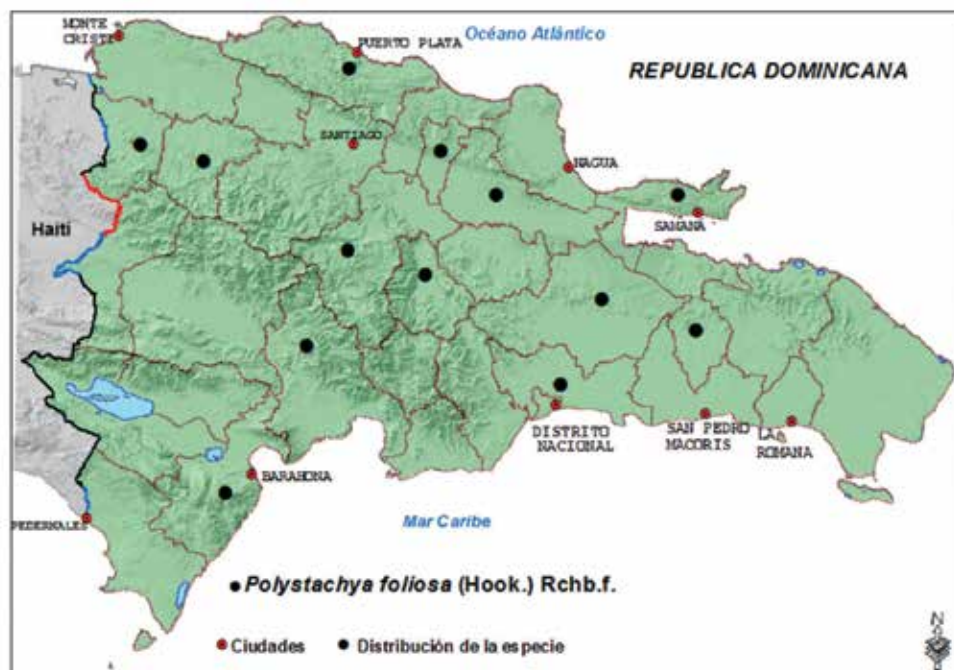 MONTE
CRISTI
PUERTO PLATA
Océano Atlántico
REPUBLICA DOMINICANA
SANTIAGO
NAGUA
SAMANA
Haití
DISTRITO
NACIONAL
SAN PEDRO
MACORIS
LA
ROMANA
BARAHONA
PEDERNALES
Mar Caribe
Polystachya foliosa (Hook.) Rchb.f.
Ciudades
Distribución de la especie
N